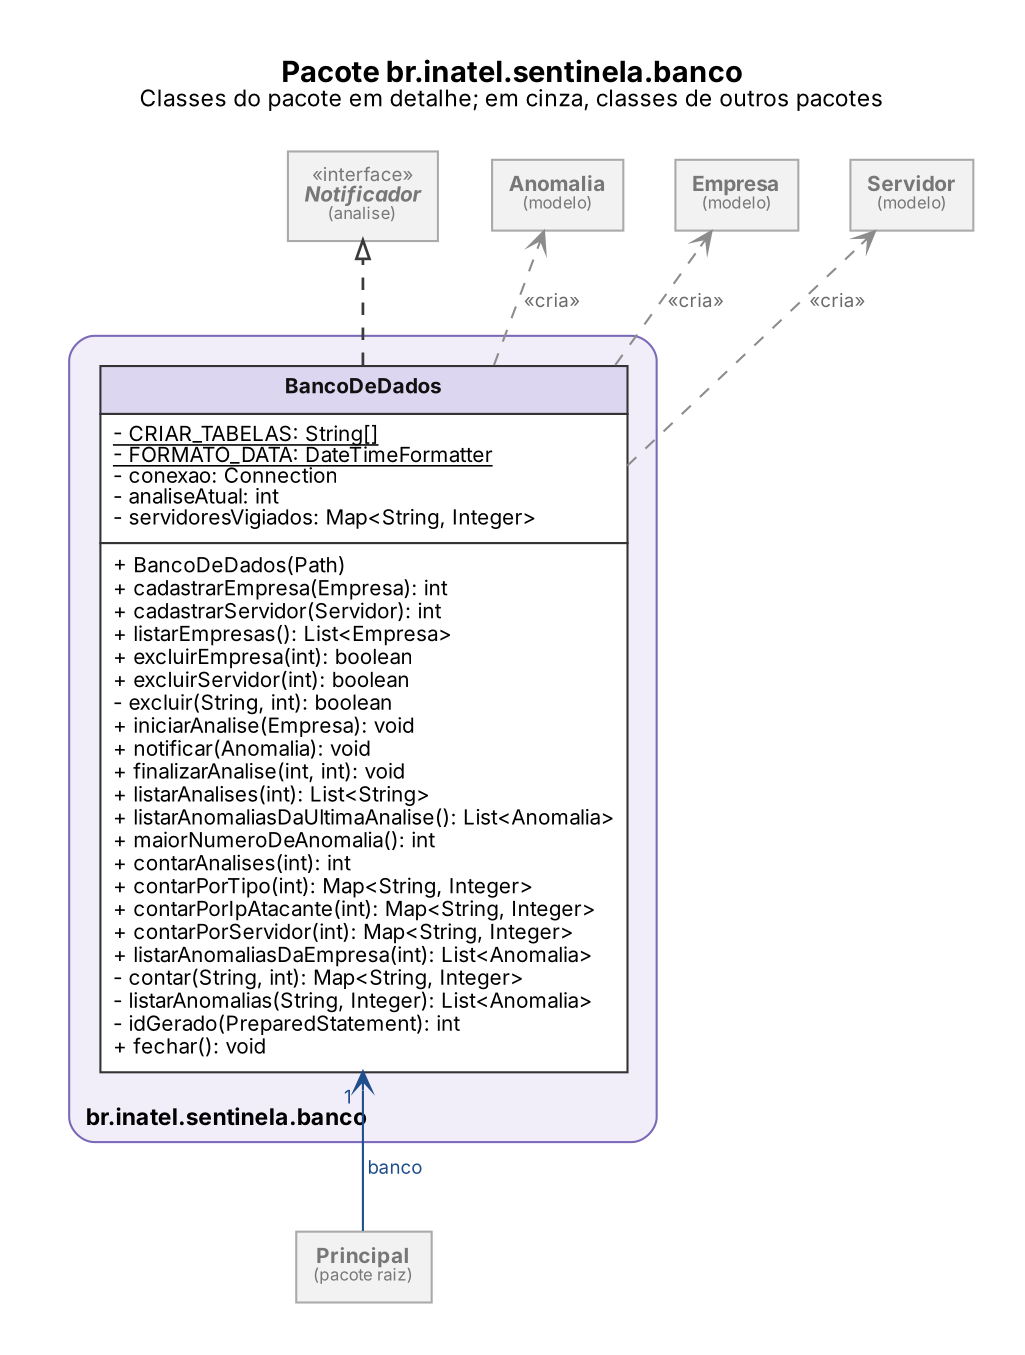 Pacote br.inatel.sentinela.banco
Classes do pacote em detalhe; em cinza, classes de outros pacotes
«interface»
Notificador
(analise)
Anomalia
(modelo)
Empresa
(modelo)
Servidor
(modelo)
«cria»
«cria»
«cria»
BancoDeDados
- CRIAR_TABELAS: String[]
- FORMATO_DATA: DateTimeFormatter
- conexao: Connection
- analiseAtual: int
- servidoresVigiados: Map<String, Integer>
+ BancoDeDados(Path)
+ cadastrarEmpresa(Empresa): int
+ cadastrarServidor(Servidor): int
+ listarEmpresas(): List<Empresa>
+ excluirEmpresa(int): boolean
+ excluirServidor(int): boolean
- excluir(String, int): boolean
+ iniciarAnalise(Empresa): void
+ notificar(Anomalia): void
+ finalizarAnalise(int, int): void
+ listarAnalises(int): List<String>
+ listarAnomaliasDaUltimaAnalise(): List<Anomalia>
+ maiorNumeroDeAnomalia(): int
+ contarAnalises(int): int
+ contarPorTipo(int): Map<String, Integer>
+ contarPorIpAtacante(int): Map<String, Integer>
+ contarPorServidor(int): Map<String, Integer>
+ listarAnomaliasDaEmpresa(int): List<Anomalia>
- contar(String, int): Map<String, Integer>
- listarAnomalias(String, Integer): List<Anomalia>
- idGerado(PreparedStatement): int
+ fechar(): void
1
br.inatel.sentinela.banco
banco
Principal
(pacote raiz)